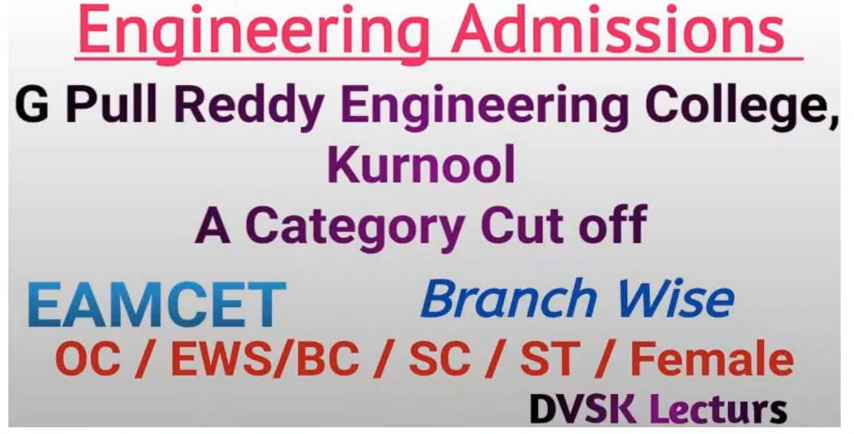 Engineering Admissions
G Pull Reddy Engineering College,
Kurnool
A Category Cut off
EAMCET Branch Wise
OC / EWS/BC / SC / ST / Female
DVSK Lecturs